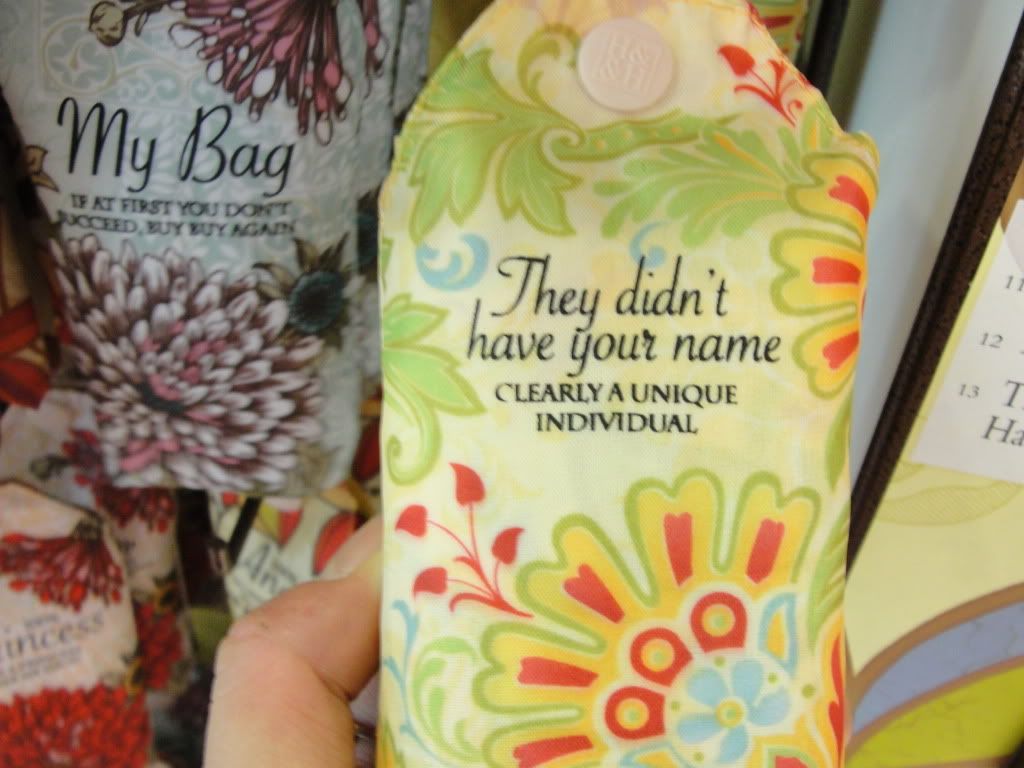 My Bag
IF AT FIRST YOU DON'T
SUCCEED, BUY BUY AGAIN
H&H
They didn't
have your name
CLEARLY A UNIQUE
INDIVIDUAL
11
12
13